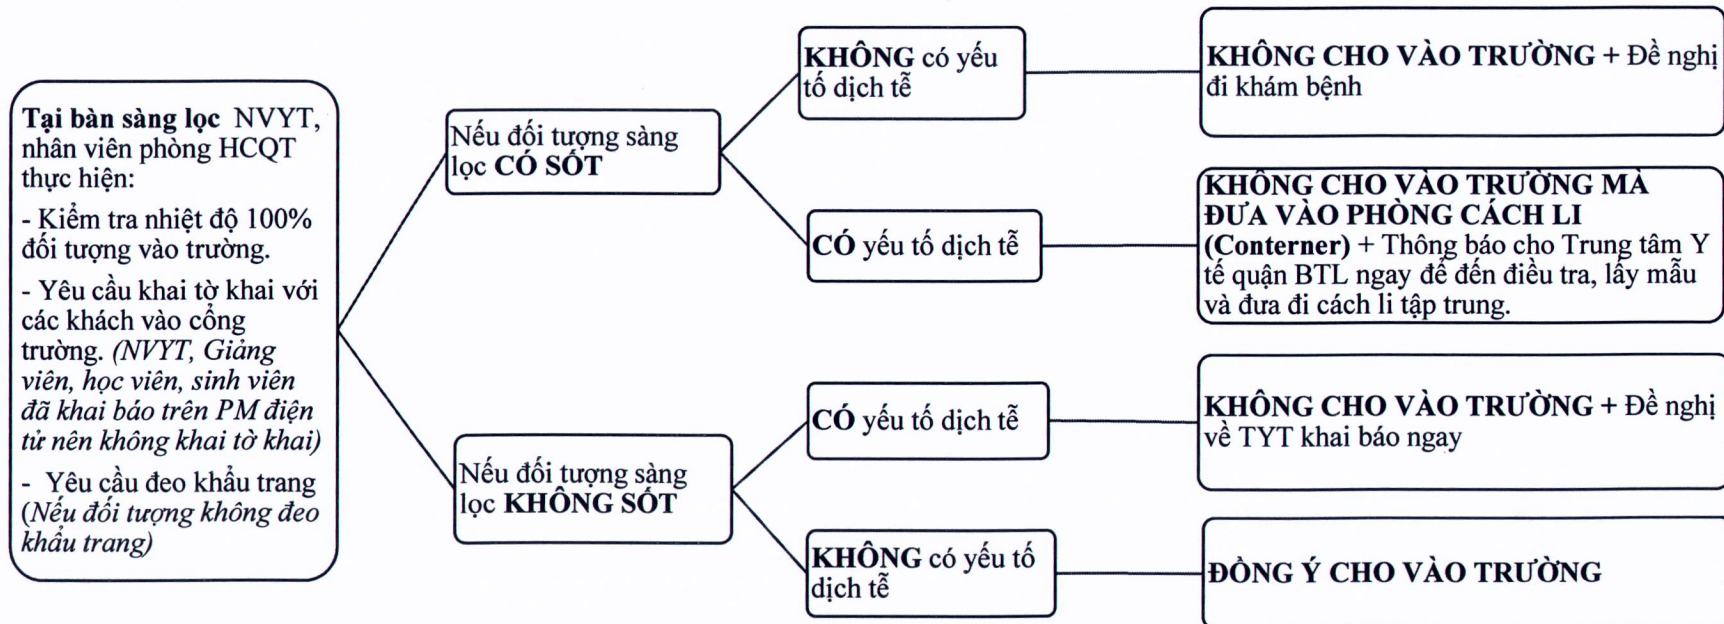 Tại bàn sàng lọc NVYT,
nhân viên phòng HCQT
thực hiện:
- Kiểm tra nhiệt độ 100%
đối tượng vào trường.
- Yêu cầu khai tờ khai với
các khách vào cổng
trường. (NVYT, Giảng
viên, học viên, sinh viên
đã khai báo trên PM điện
tử nên không khai tờ khai)
- Yêu cầu đeo khẩu trang
(Nếu đối tượng không đeo
khẩu trang)
Nếu đối tượng sàng
lọc CÓ SỐT
KHÔNG có yếu
tố dịch tễ
KHÔNG CHO VÀO TRƯỜNG + Đề nghị
đi khám bệnh
CÓ yếu tố dịch tễ
KHÔNG CHO VÀO TRƯỜNG MÀ
ĐƯA VÀO PHÒNG CÁCH LI
(Conterner) + Thông báo cho Trung tâm Y
tế quận BTL ngay để đến điều tra, lấy mẫu
và đưa đi cách li tập trung.
Nếu đối tượng sàng
lọc KHÔNG SỐT
CÓ yếu tố dịch tễ
KHÔNG CHO VÀO TRƯỜNG + Đề nghị
về TYT khai báo ngay
KHÔNG có yếu tố
dịch tễ
ĐỒNG Ý CHO VÀO TRƯỜNG